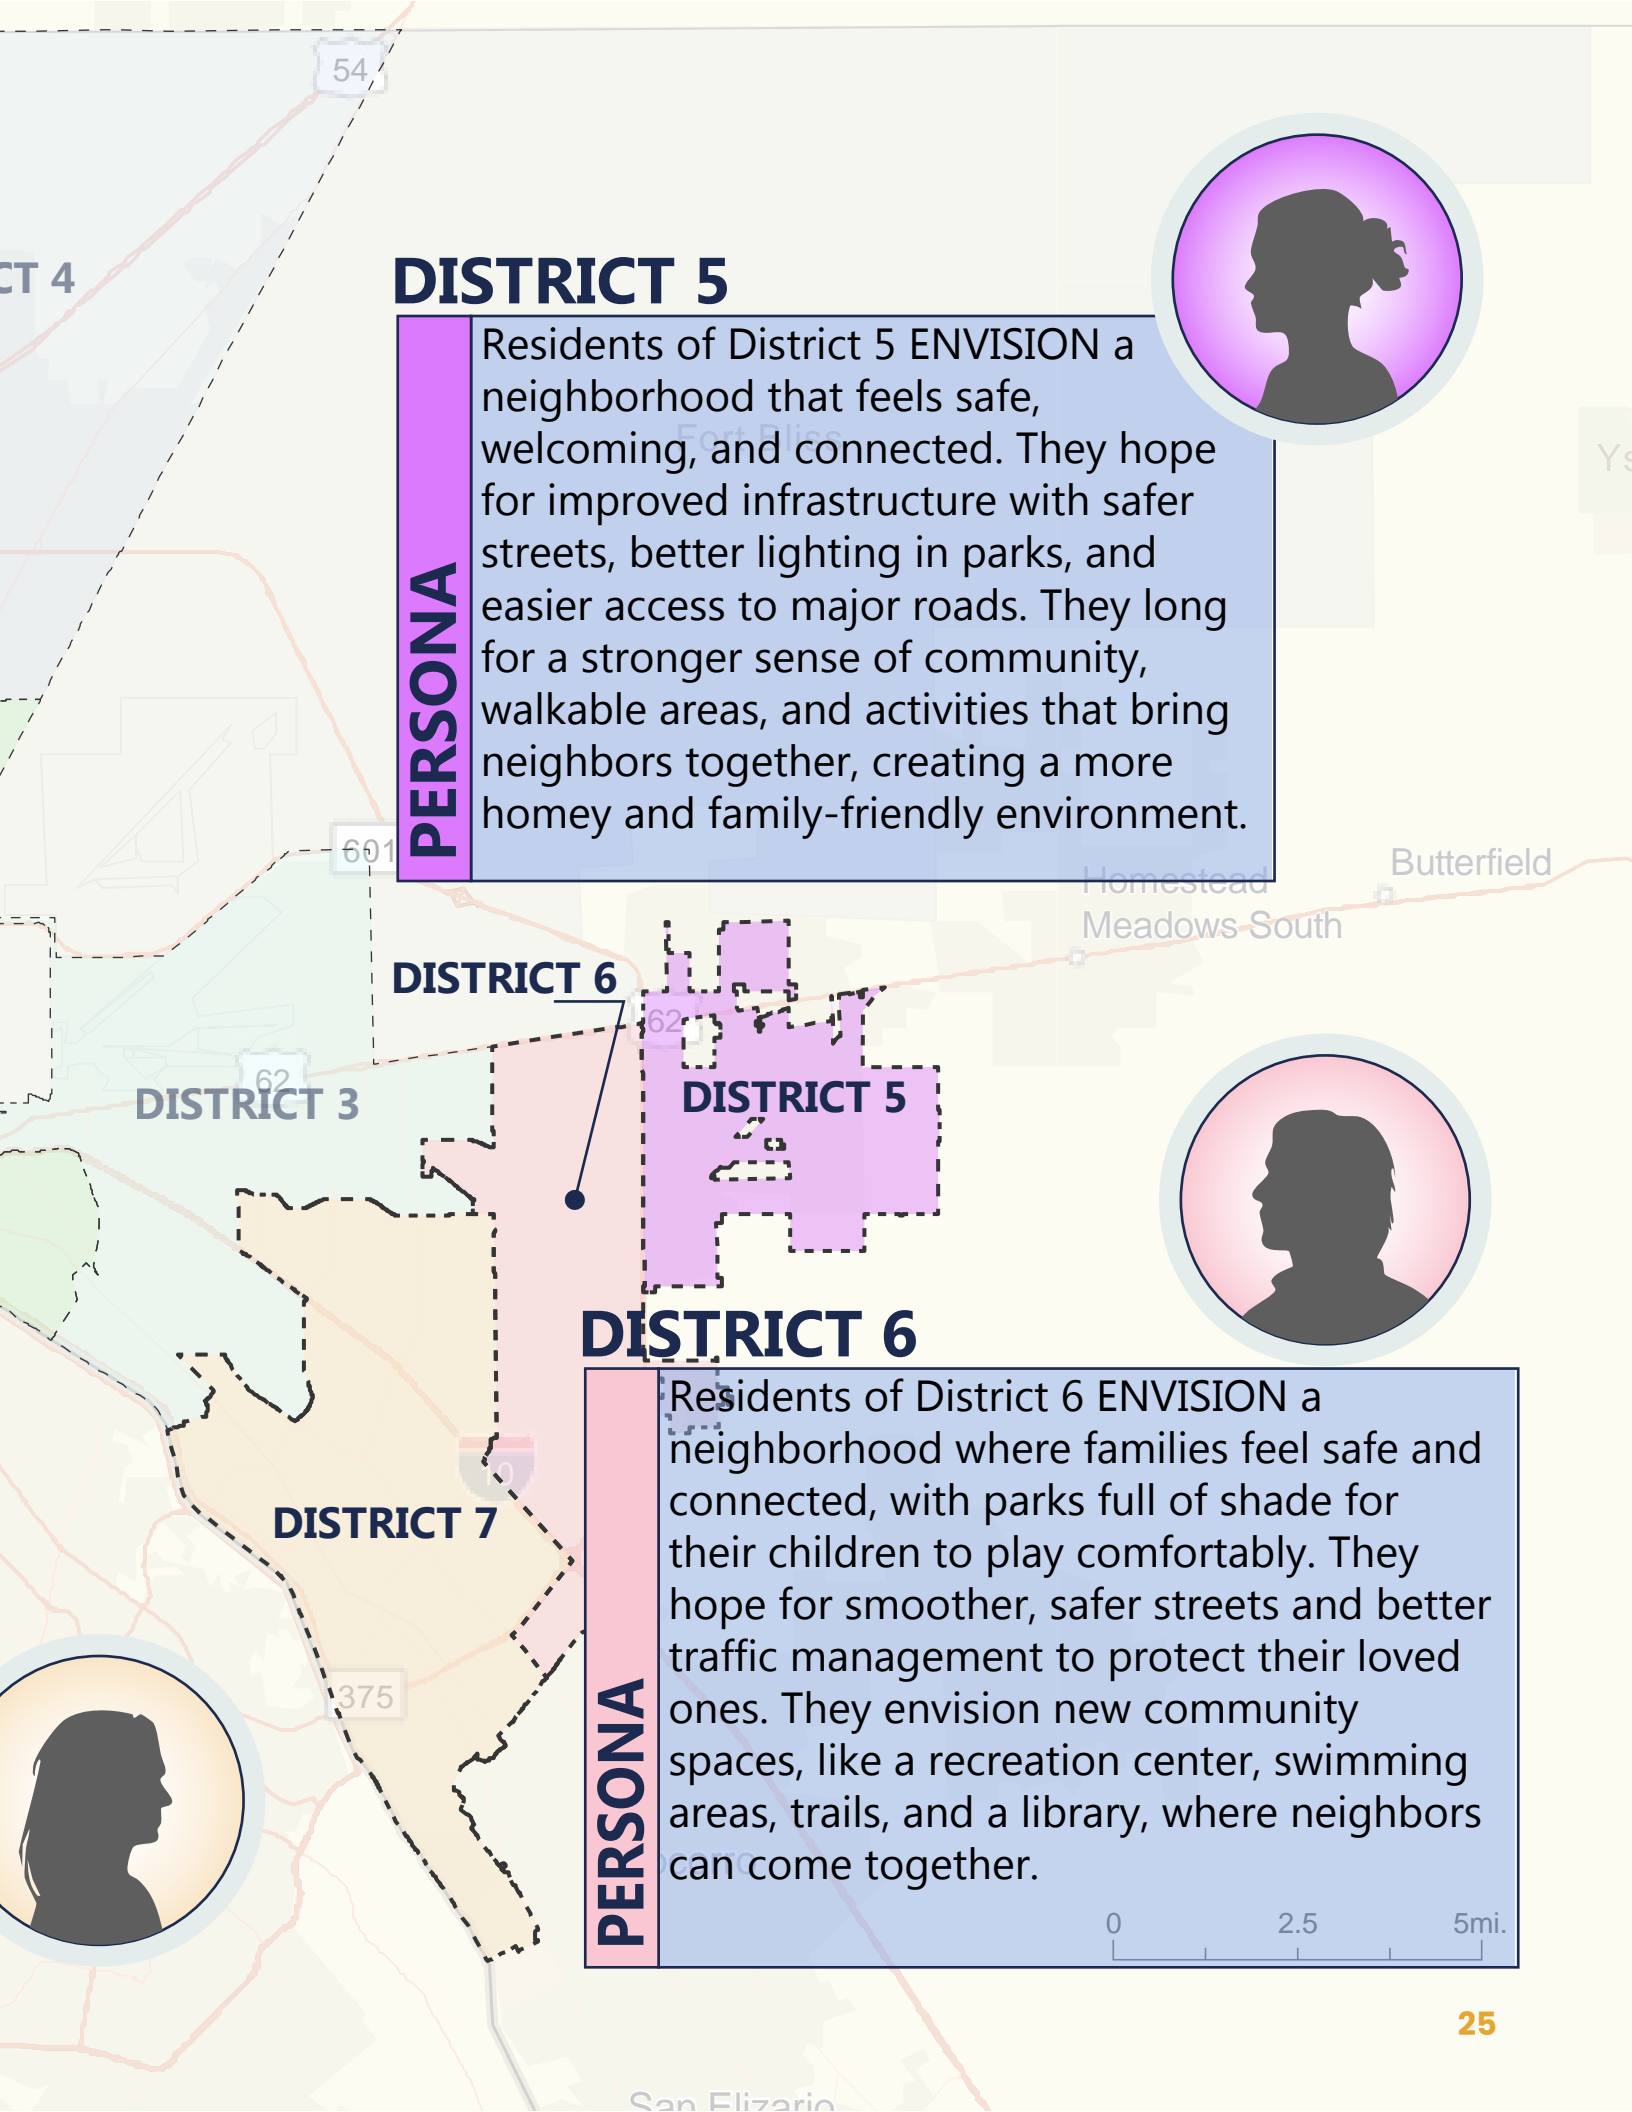 54
CT 4
DISTRICT 5
PERSONA
Residents of District 5 ENVISION a
neighborhood that feels safe,
welcoming, and connected. They hope
for improved infrastructure with safer
streets, better lighting in parks, and
easier access to major roads. They long
for a stronger sense of community,
walkable areas, and activities that bring
neighbors together, creating a more
homey and family-friendly environment.
Fort Bliss
Ys
601
Butterfield
Homestead
Meadows South
DISTRICT 6
62
62
DISTRICT 3
DISTRICT 5
DISTRICT 6
PERSONA
Residents of District 6 ENVISION a
neighborhood where families feel safe and
connected, with parks full of shade for
their children to play comfortably. They
hope for smoother, safer streets and better
traffic management to protect their loved
ones. They envision new community
spaces, like a recreation center, swimming
areas, trails, and a library, where neighbors
can come together.
10
DISTRICT 7
375
ocorro
0 2.5 5mi.
25
San Elizario